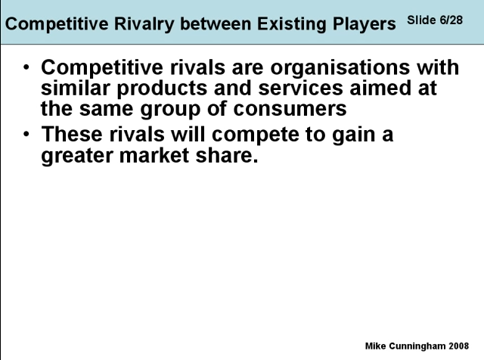 Competitive Rivalry between Existing Players Slide 6/28
• Competitive rivals are organisations with
similar products and services aimed at
the same group of consumers
• These rivals will compete to gain a
greater market share.
Mike Cunningham 2008